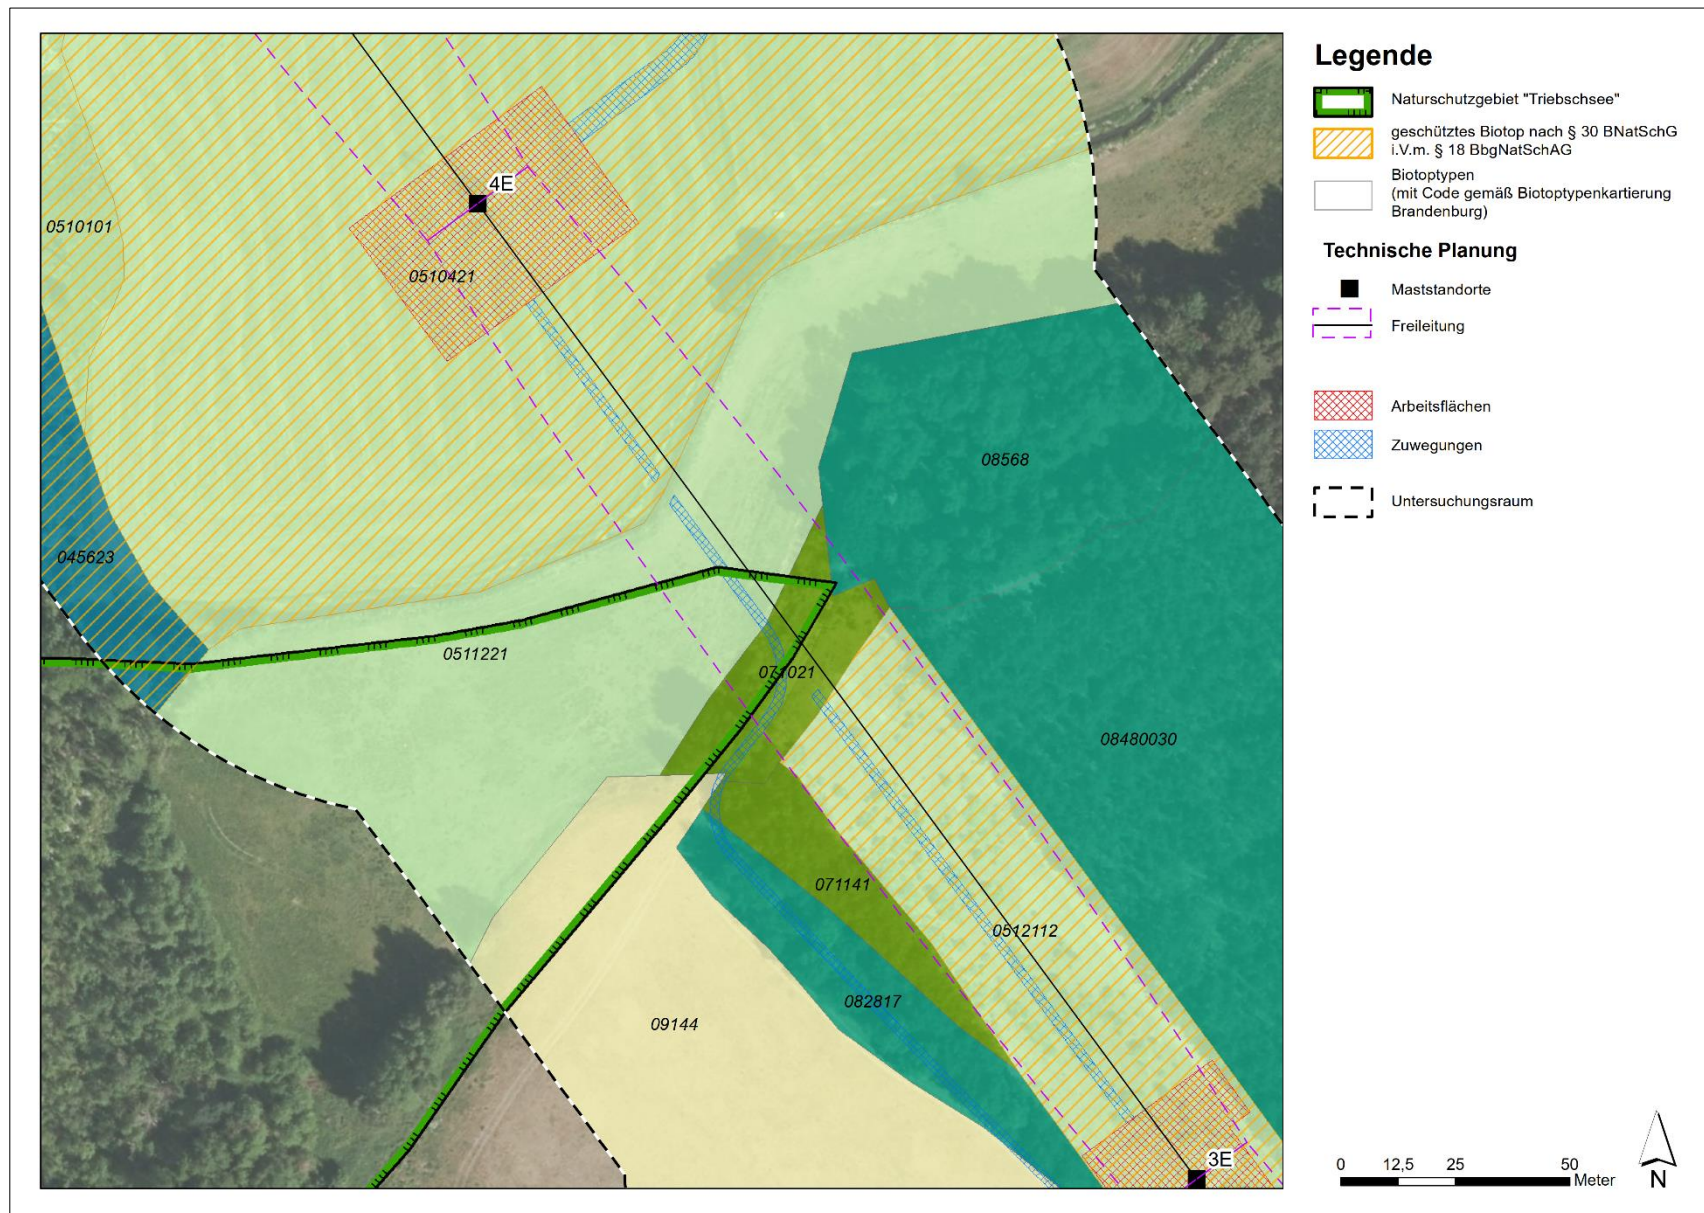 Legende
Naturschutzgebiet "Triebschsee"
geschütztes Biotop nach § 30 BNatSchG
i.V.m. § 18 BbgNatSchAG
Biotoptypen
(mit Code gemäß Biotoptypenkartierung
Brandenburg)
Technische Planung
Maststandorte
Freileitung
Arbeitsflächen
Zuwegungen
Untersuchungsraum
4E
0510101
0510421
08568
045623
0511221
071021
08480030
071141
0512112
082817
09144
3E
0 12,5 25 50
Meter
N